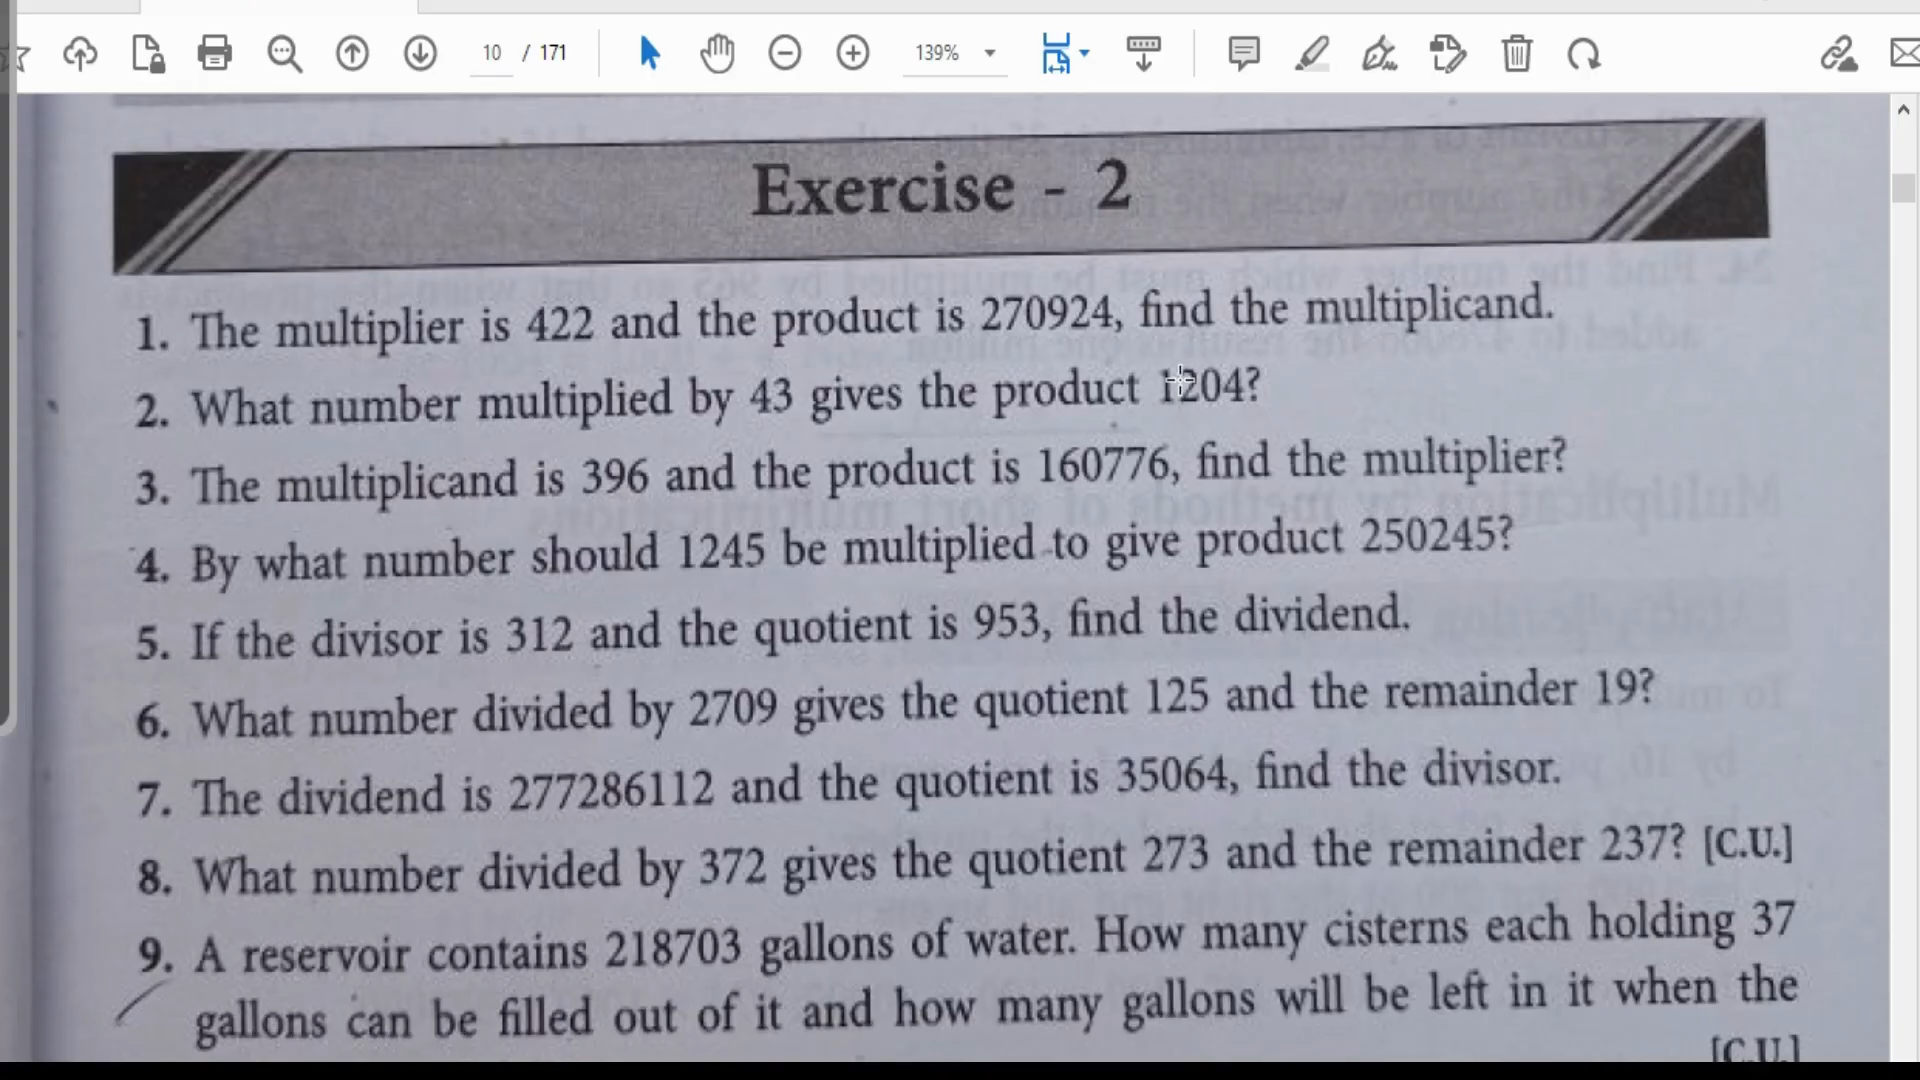 10 / 171
139%
Exercise - 2
1. The multiplier is 422 and the product is 270924, find the multiplicand.
2. What number multiplied by 43 gives the product 1204?
3. The multiplicand is 396 and the product is 160776, find the multiplier?
4. By what number should 1245 be multiplied to give product 250245?
5. If the divisor is 312 and the quotient is 953, find the dividend.
6. What number divided by 2709 gives the quotient 125 and the remainder 19?
7. The dividend is 277286112 and the quotient is 35064, find the divisor.
8. What number divided by 372 gives the quotient 273 and the remainder 237? [C.U.]
9. A reservoir contains 218703 gallons of water. How many cisterns each holding 37
gallons can be filled out of it and how many gallons will be left in it when the
[C.U.]